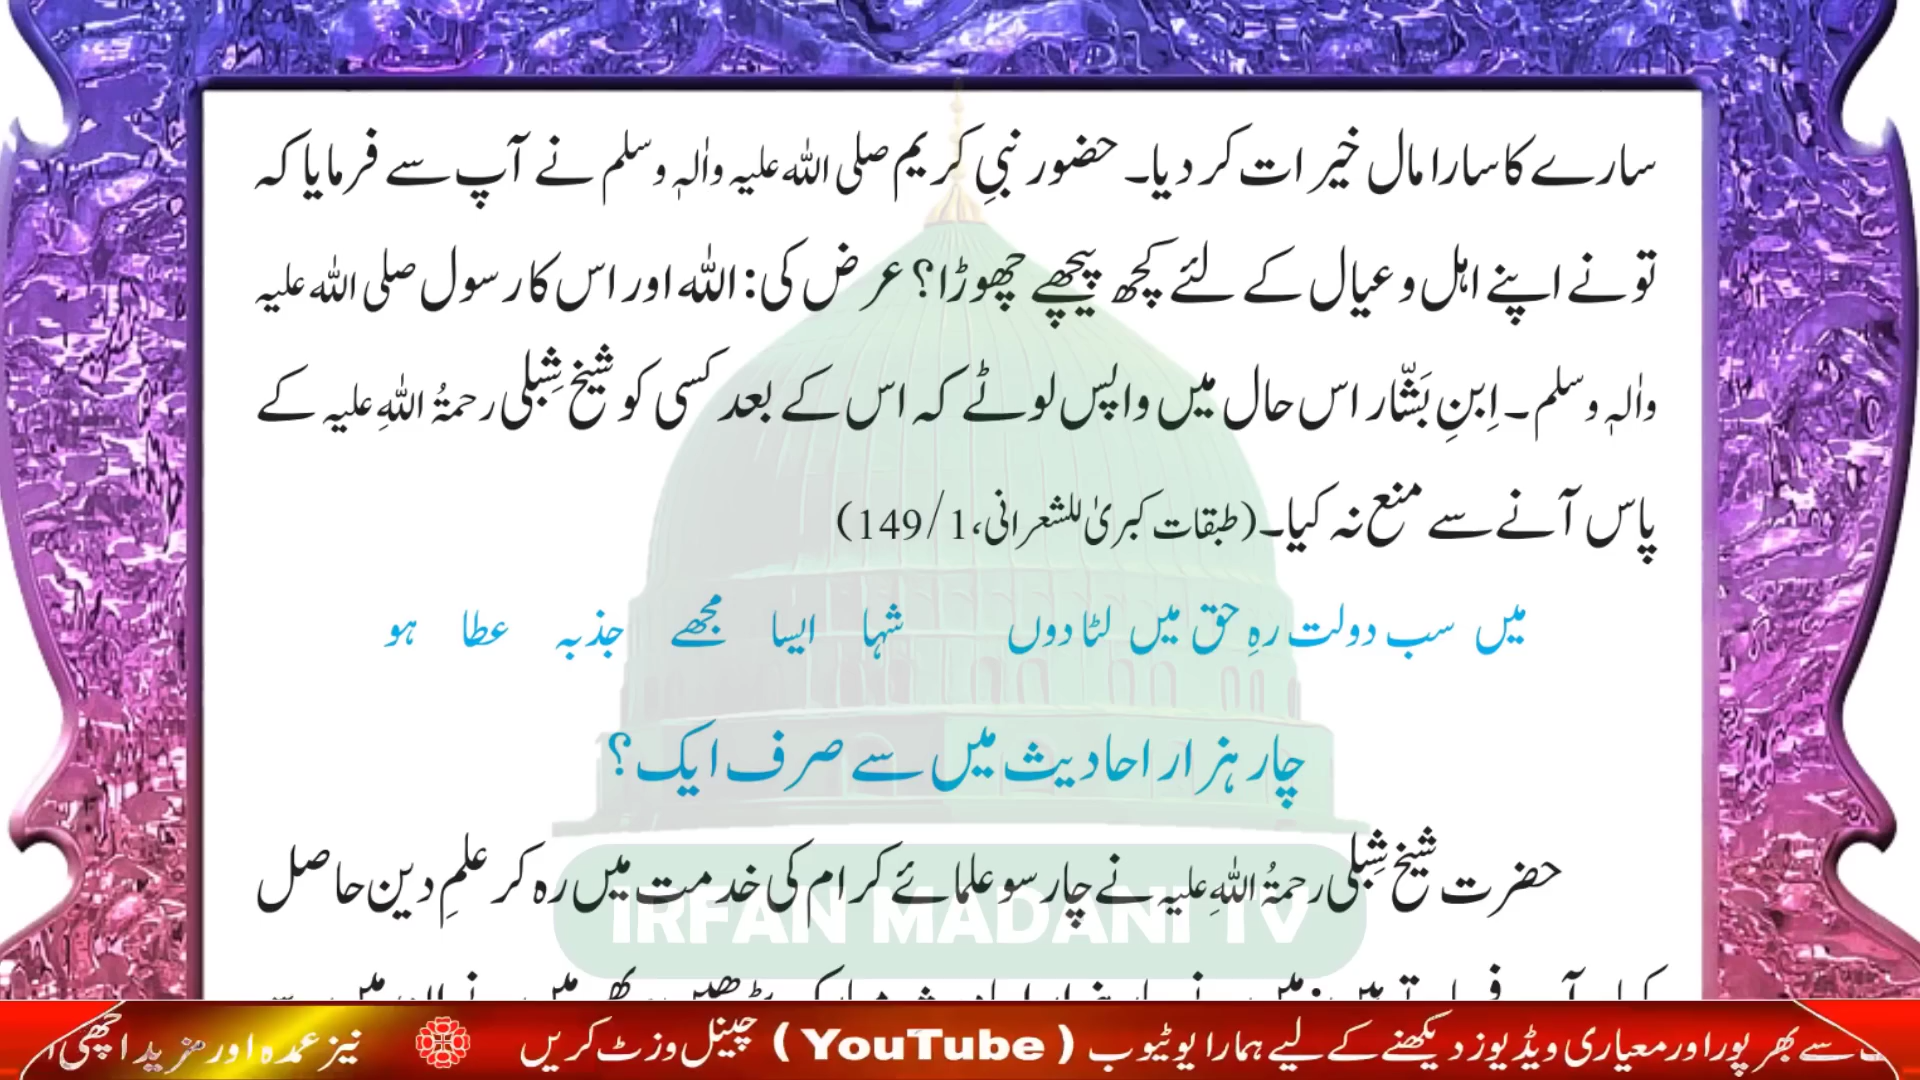 سارے کا سارا مال خیرات کر دیا۔ حضور نبیِ کریم صلی اللہ علیہ واٰلہٖ وسلم نے آپ سے فرمایا کہ
تو نے اپنے اہل و عیال کے لئے کچھ پیچھے چھوڑا؟ عرض کی: اللہ اور اس کا رسول صلی اللہ علیہ
واٰلہٖ وسلم۔ اِبنِ بَشّار اس حال میں واپس لوٹے کہ اس کے بعد کسی کو شیخ شِبلی رحمۃُ اللہِ علیہ کے
پاس آنے سے منع نہ کیا۔ (طبقات کبریٰ للشعرانی، 1/149)
میں سب دولت رہِ حق میں لٹا دوں شہا ایسا مجھے جذبہ عطا ہو
چار ہزار احادیث میں سے صرف ایک؟
حضرت شیخ شِبلی رحمۃُ اللہِ علیہ نے چار سو علمائے کرام کی خدمت میں رہ کر علمِ دین حاصل
IRFAN MADANI TV
سے بھرپور اور معیاری ویڈیوز دیکھنے کے لیے ہمارا یوٹیوب (YouTube) چینل وزٹ کریں نیز عمدہ اور مزید اچھی